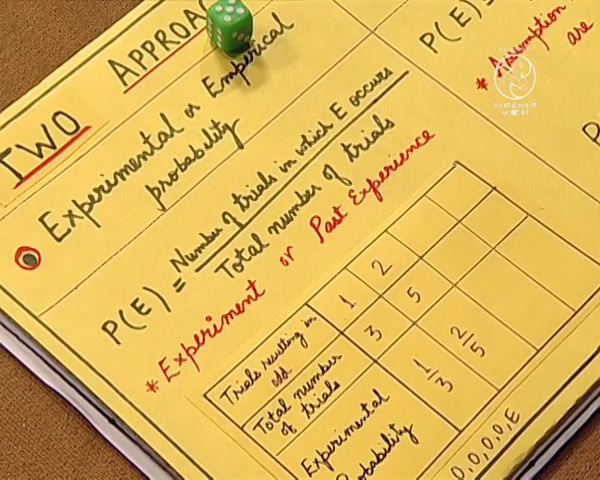 TWO APPROA
Experimental or Emperical
probability
P(E) = Number of trials in which E occurs
Total number of trials
* Experiment or Past Experience
Trials resulting in odd 1 2
Total number of trials 3 5
Experimental Probability 1/3 2/5
0,0,0,0,E
P(E)=
* Assumption
are